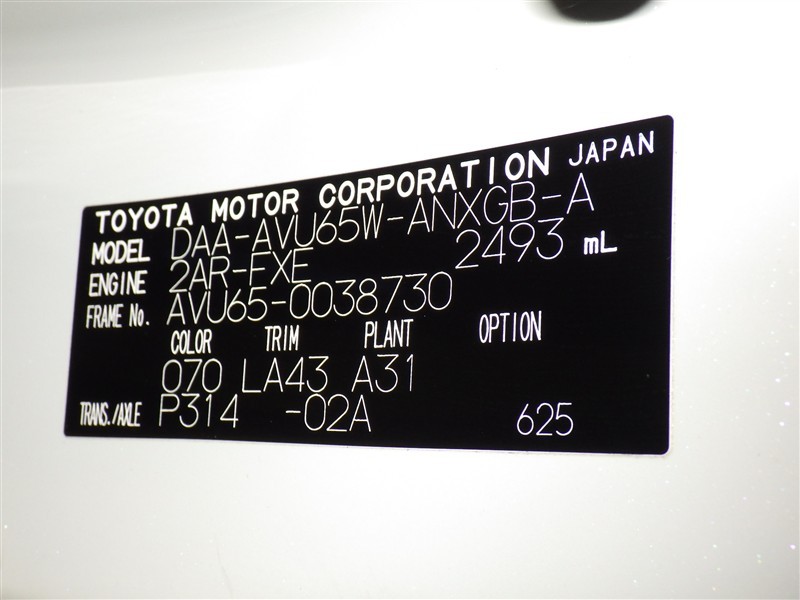 TOYOTA MOTOR CORPORATION JAPAN
MODEL DAA-AVU65W-ANXGB-A
ENGINE 2AR-FXE 2493 mL
FRAME No. AVU65-0038730
COLOR TRIM PLANT OPTION
070 LA43 A31
TRANS./AXLE P314 -02A 625